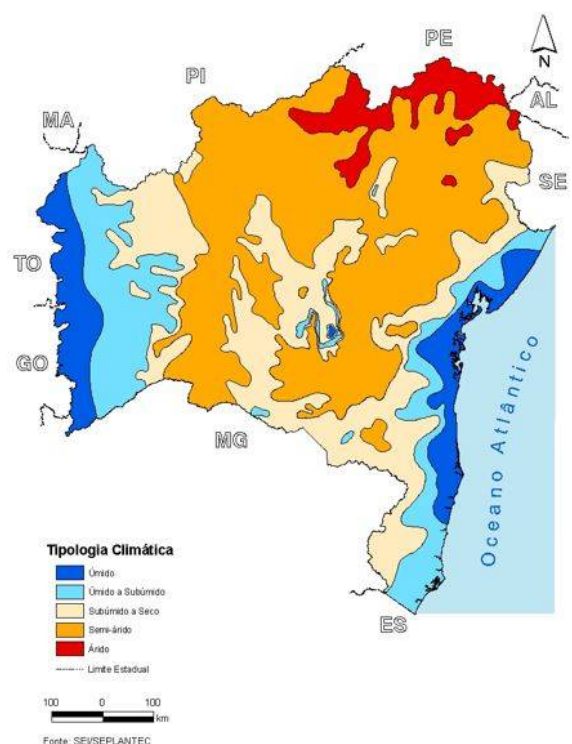 PE
PI
N
AL
MA
SE
TO
GO
Oceano Atlântico
MG
Tipologia Climática
Úmido
Úmido a Subúmido
Subúmido a Seco
Semi-árido
Árido
Limite Estadual
ES
100 0 100
km
Fonte: SEI/SEPLANTEC